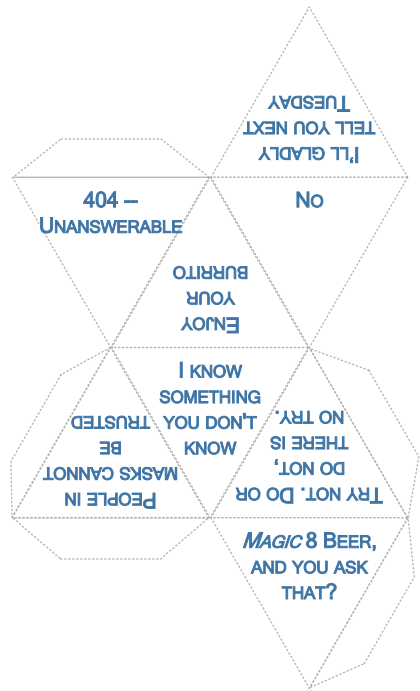 I'LL GLADLY
TELL YOU NEXT
TUESDAY
404 –
UNANSWERABLE
NO
ENJOY
YOUR
BURRITO
I KNOW
SOMETHING
YOU DON'T
KNOW
PEOPLE IN
MASKS CANNOT
BE
TRUSTED
TRY NOT. DO OR
DO NOT,
THERE IS
NO TRY.
MAGIC 8 BEER,
AND YOU ASK
THAT?